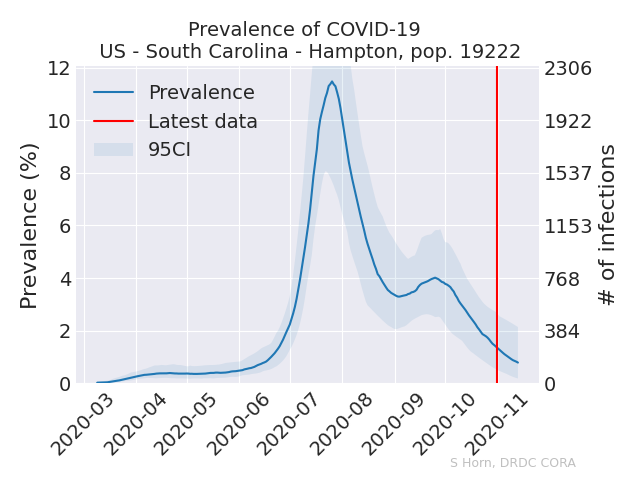 Prevalence of COVID-19
US - South Carolina - Hampton, pop. 19222
Prevalence
Latest data
95CI
Prevalence (%)
12
10
8
6
4
2
0
2306
1922
1537
1153
768
384
0
# of infections
2020-03
2020-04
2020-05
2020-06
2020-07
2020-08
2020-09
2020-10
2020-11
S Horn, DRDC CORA